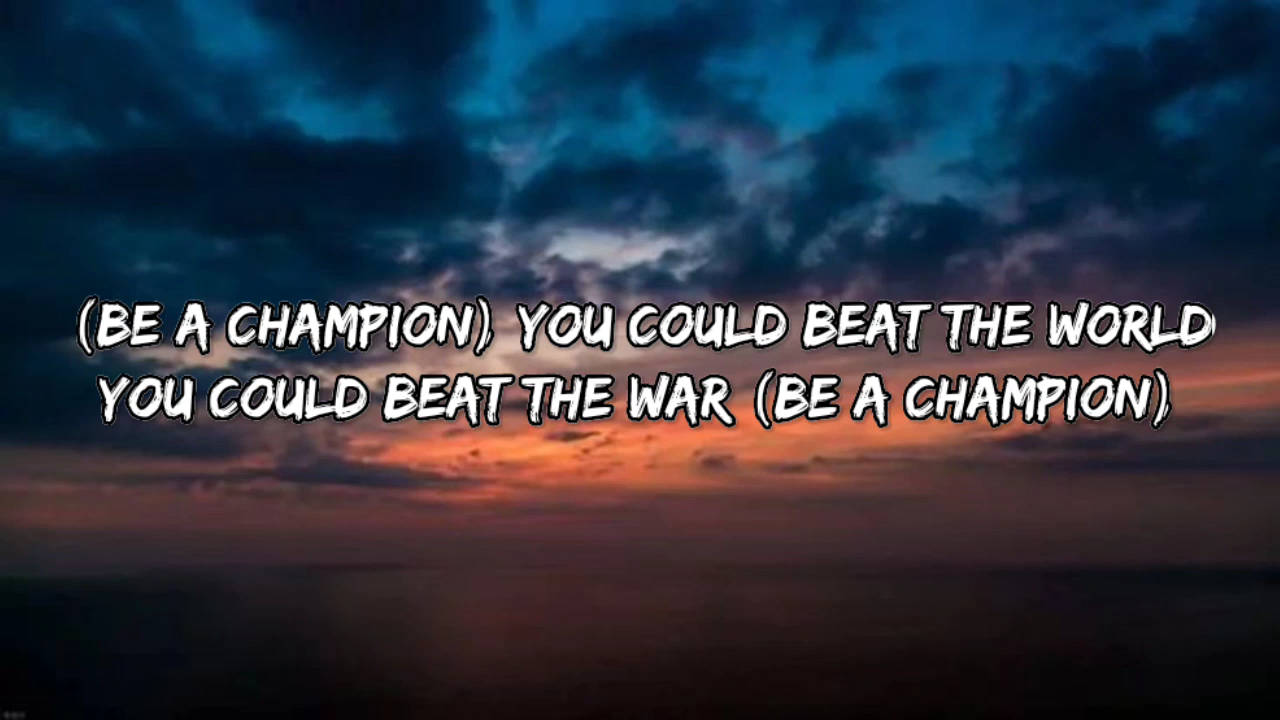 (BE A CHAMPION) YOU COULD BEAT THE WORLD
YOU COULD BEAT THE WAR (BE A CHAMPION)